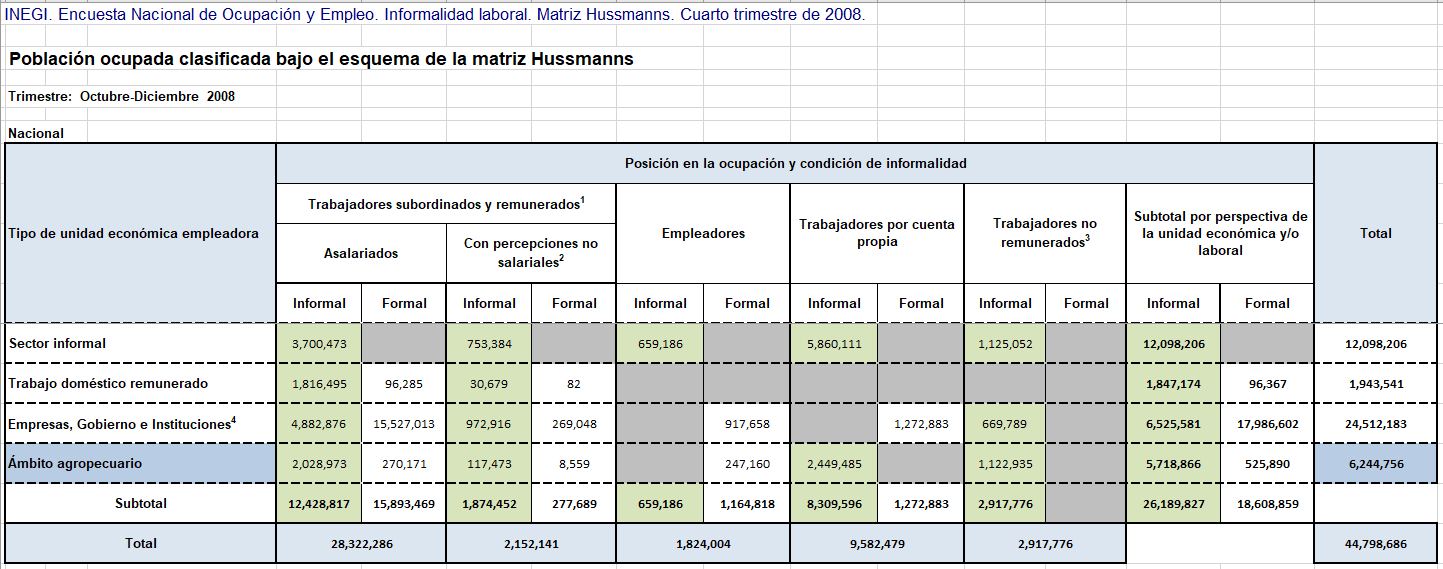 INEGI. Encuesta Nacional de Ocupación y Empleo. Informalidad laboral. Matriz Hussmanns. Cuarto trimestre de 2008.
Población ocupada clasificada bajo el esquema de la matriz Hussmanns
Trimestre: Octubre-Diciembre 2008
Nacional
Tipo de unidad económica empleadora
Posición en la ocupación y condición de informalidad
Total
Trabajadores subordinados y remunerados1
Empleadores
Trabajadores por cuenta
propia
Trabajadores no
remunerados3
Subtotal por perspectiva de
la unidad económica y/o
laboral
Asalariados
Con percepciones no
salariales2
Informal Formal Informal Formal Informal Formal Informal Formal Informal Formal Informal Formal
Sector informal 3,700,473 753,384 659,186 5,860,111 1,125,052 12,098,206 12,098,206
Trabajo doméstico remunerado 1,816,495 96,285 30,679 82 1,847,174 96,367 1,943,541
Empresas, Gobierno e Instituciones4 4,882,876 15,527,013 972,916 269,048 917,658 1,272,883 669,789 6,525,581 17,986,602 24,512,183
Ámbito agropecuario 2,028,973 270,171 117,473 8,559 247,160 2,449,485 1,122,935 5,718,866 525,890 6,244,756
Subtotal 12,428,817 15,893,469 1,874,452 277,689 659,186 1,164,818 8,309,596 1,272,883 2,917,776 26,189,827 18,608,859
Total 28,322,286 2,152,141 1,824,004 9,582,479 2,917,776 44,798,686